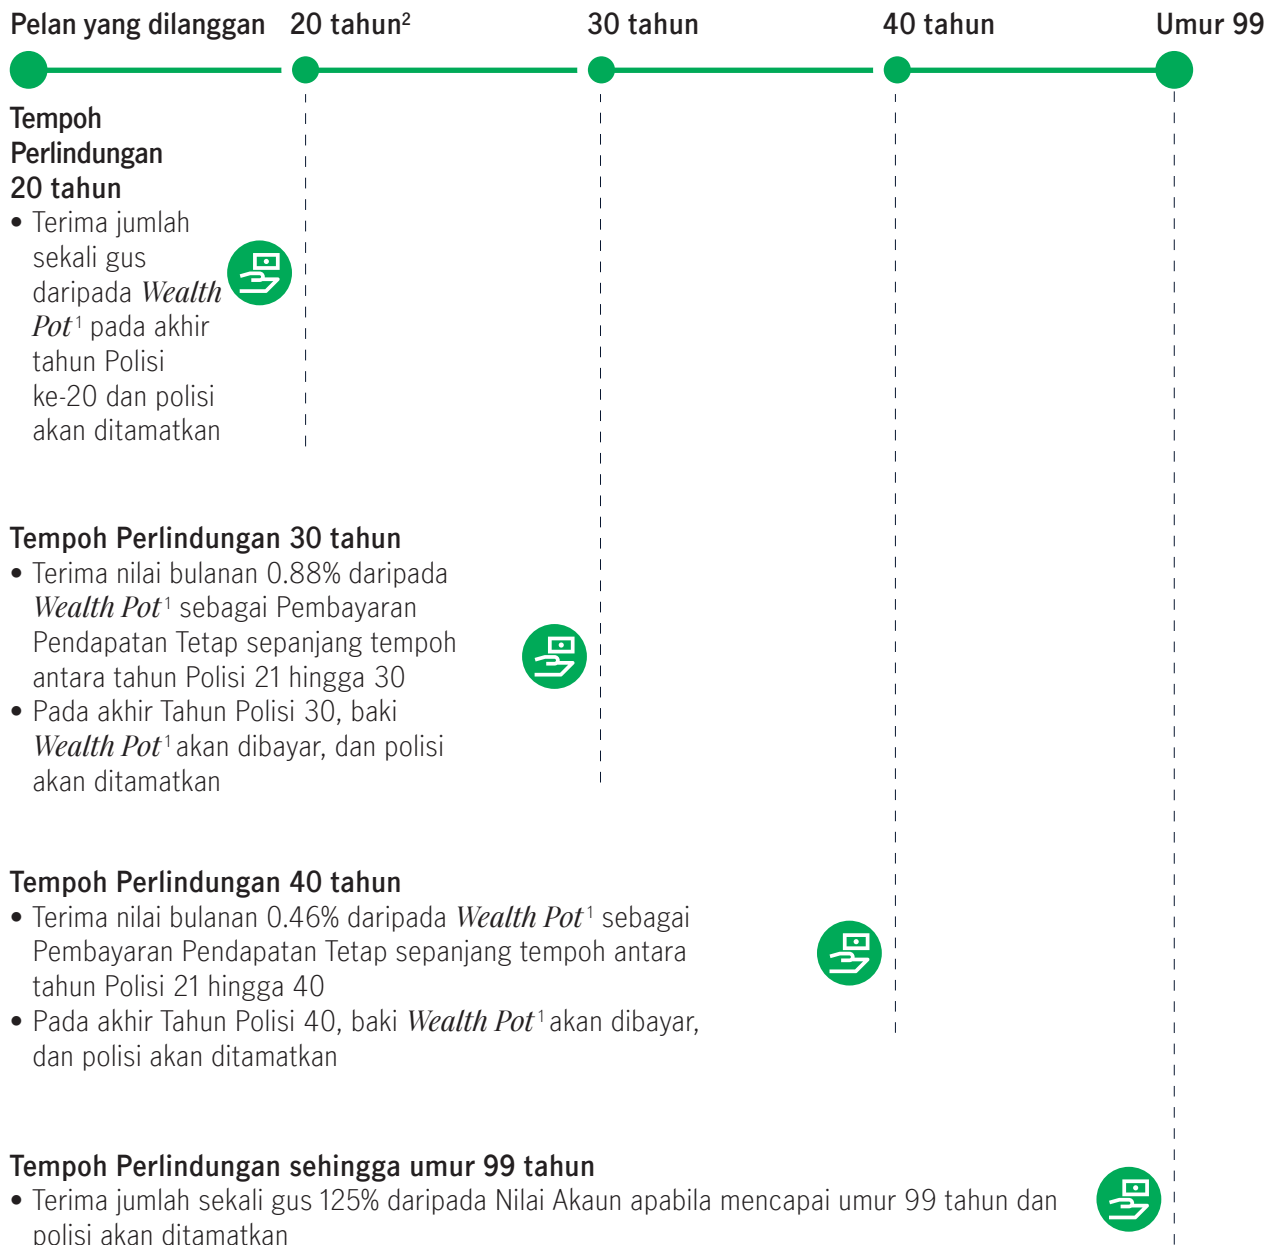 Pelan yang dilanggan 20 tahun² 30 tahun 40 tahun Umur 99
Tempoh
Perlindungan
20 tahun
• Terima jumlah
sekali gus
daripada Wealth
Pot¹ pada akhir
tahun Polisi
ke-20 dan polisi
akan ditamatkan
Tempoh Perlindungan 30 tahun
• Terima nilai bulanan 0.88% daripada
Wealth Pot¹ sebagai Pembayaran
Pendapatan Tetap sepanjang tempoh
antara tahun Polisi 21 hingga 30
• Pada akhir Tahun Polisi 30, baki
Wealth Pot¹ akan dibayar, dan polisi
akan ditamatkan
Tempoh Perlindungan 40 tahun
• Terima nilai bulanan 0.46% daripada Wealth Pot¹ sebagai
Pembayaran Pendapatan Tetap sepanjang tempoh antara
tahun Polisi 21 hingga 40
• Pada akhir Tahun Polisi 40, baki Wealth Pot¹ akan dibayar,
dan polisi akan ditamatkan
Tempoh Perlindungan sehingga umur 99 tahun
• Terima jumlah sekali gus 125% daripada Nilai Akaun apabila mencapai umur 99 tahun dan
polisi akan ditamatkan